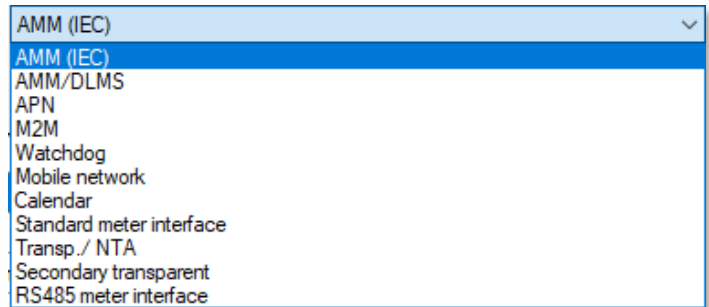 AMM (IEC)
AMM (IEC)
AMM/DLMS
APN
M2M
Watchdog
Mobile network
Calendar
Standard meter interface
Transp./ NTA
Secondary transparent
RS485 meter interface